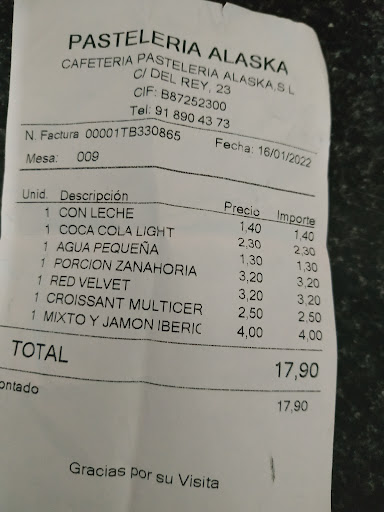 PASTELERIA ALASKA
CAFETERIA PASTELERIA ALASKA,S.L
C/ DEL REY, 23
CIF: B87252300
Tel: 91 890 43 73
N. Factura 00001TB330865 Fecha: 16/01/2022
Mesa: 009
Unid. Descripción Precio Importe
1 CON LECHE 1,40 1,40
1 COCA COLA LIGHT 2,30 2,30
1 AGUA PEQUEÑA 1,30 1,30
1 PORCION ZANAHORIA 3,20 3,20
1 RED VELVET 3,20 3,20
1 CROISSANT MULTICER 2,50 2,50
1 MIXTO Y JAMON IBERIC 4,00 4,00
TOTAL 17,90
ontado 17,90
Gracias por su Visita